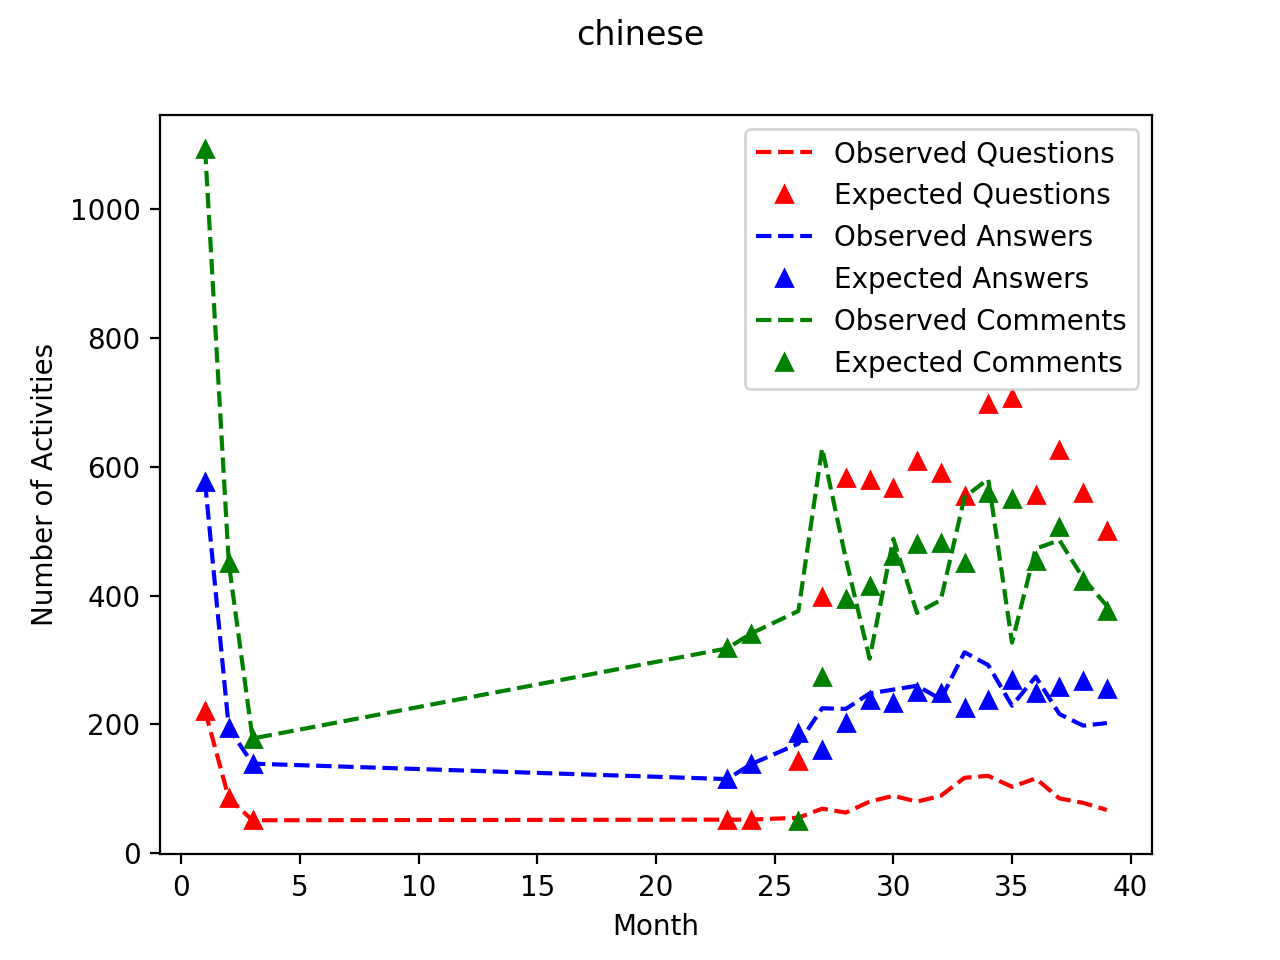 chinese
Observed Questions
Expected Questions
Observed Answers
Expected Answers
Observed Comments
Expected Comments
1000
800
600
400
200
0
Number of Activities
0 5 10 15 20 25 30 35 40
Month